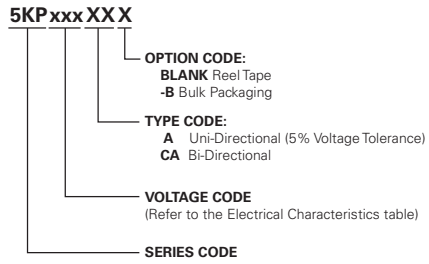 5KPxxxXXX
OPTION CODE:
BLANK Reel Tape
-B Bulk Packaging
TYPE CODE:
A Uni-Directional (5% Voltage Tolerance)
CA Bi-Directional
VOLTAGE CODE
(Refer to the Electrical Characteristics table)
SERIES CODE